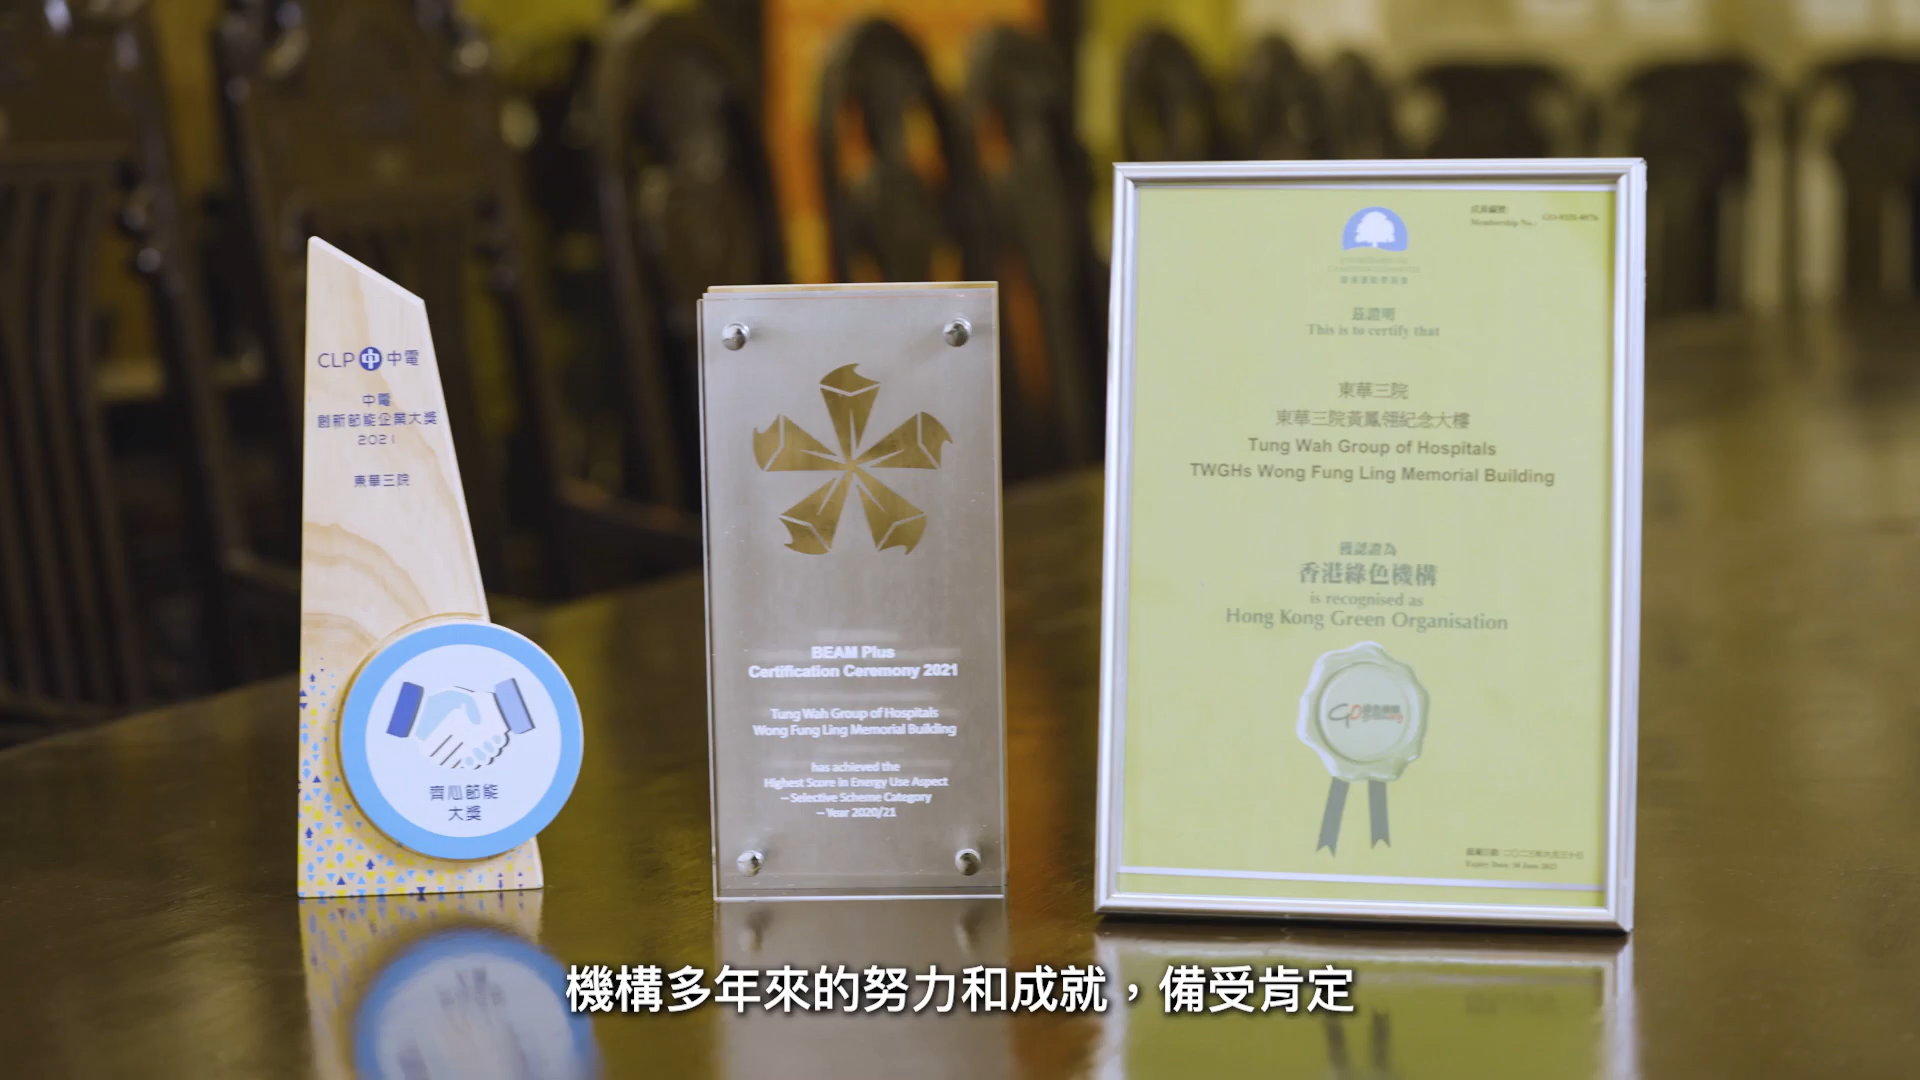 CLP 中電
中電
創新節能企業大獎
2021
東華三院
齊心節能
大獎
BEAM Plus
Certification Ceremony 2021
Tung Wah Group of Hospitals
Wong Fung Ling Memorial Building
has achieved the
Highest Score in Energy Use Aspect
– Selective Scheme Category
– Year 2020/21
成員編號:
Membership No.:
茲證明
This is to certify that
東華三院
東華三院黃鳳翎紀念大樓
Tung Wah Group of Hospitals
TWGHs Wong Fung Ling Memorial Building
獲認證為
香港綠色機構
is recognised as
Hong Kong Green Organisation
機構多年來的努力和成就，備受肯定